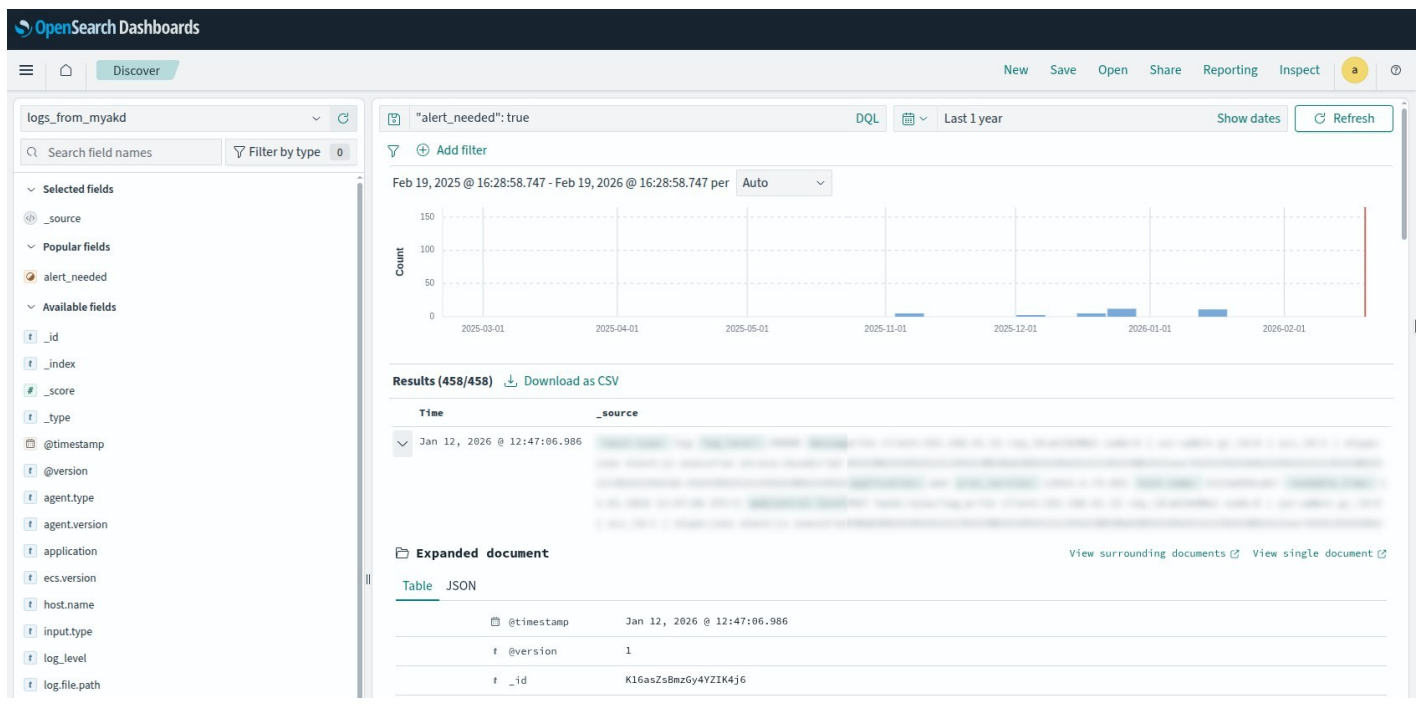 OpenSearch Dashboards
Discover
New Save Open Share Reporting Inspect a
logs_from_myakd
"alert_needed": true DQL Last 1 year Show dates Refresh
Search field names Filter by type 0
Add filter
Selected fields
_source
Popular fields
alert_needed
Available fields
_id
_index
_score
_type
@timestamp
@version
agent.type
agent.version
application
ecs.version
host.name
input.type
log_level
log.file.path
Feb 19, 2025 @ 16:28:58.747 - Feb 19, 2026 @ 16:28:58.747 per Auto
Count
150
100
50
0
2025-03-01 2025-04-01 2025-05-01 2025-11-01 2025-12-01 2026-01-01 2026-02-01
Results (458/458) Download as CSV
Time _source
Jan 12, 2026 @ 12:47:06.986
Expanded document View surrounding documents View single document
Table JSON
@timestamp Jan 12, 2026 @ 12:47:06.986
t @version 1
t _id K16asZsBmzGy4YZIK4j6